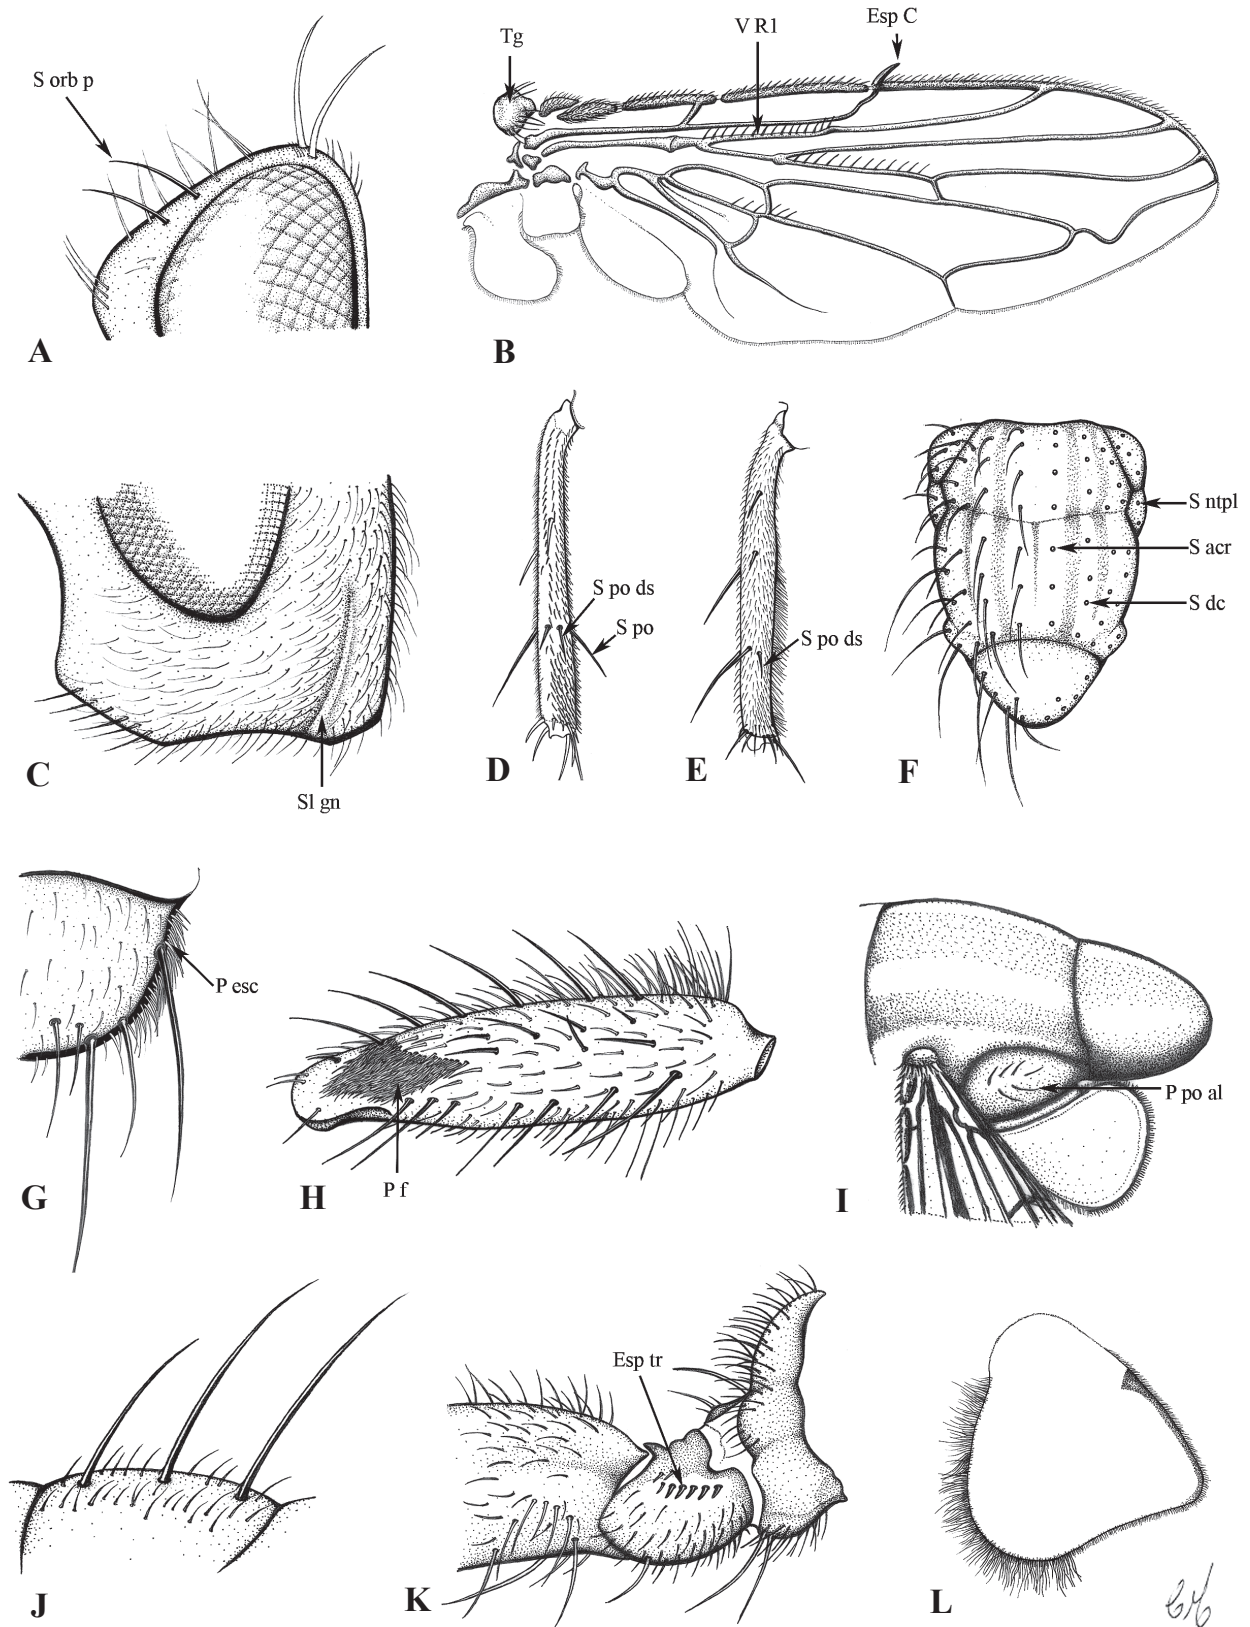 S orb p
Tg
V R1
Esp C
A
B
S po ds
S po
S po ds
S ntpl
S acr
S dc
Sl gn
C
D
E
F
P esc
P f
P po al
G
H
I
Esp tr
J
K
L